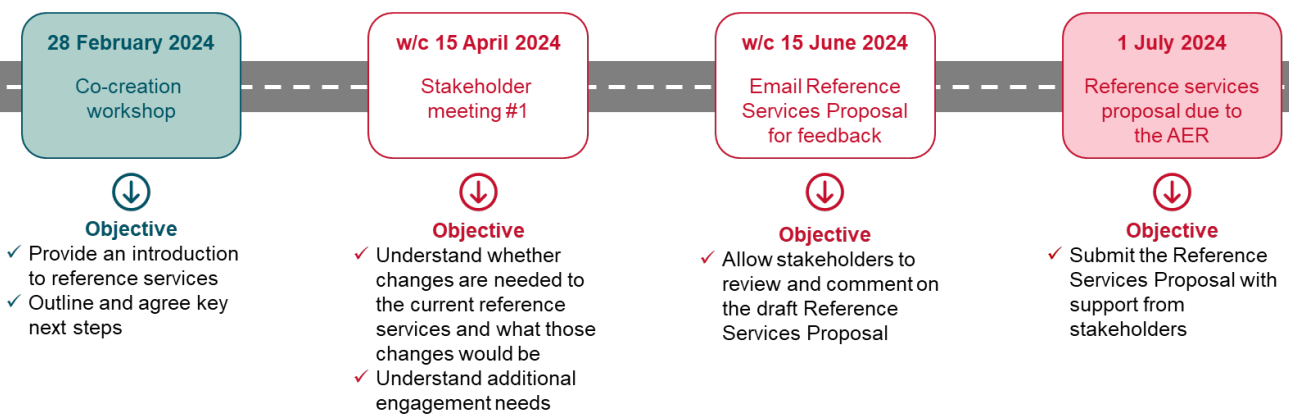 28 February 2024
Co-creation
workshop
Objective
Provide an introduction
to reference services
Outline and agree key
next steps
w/c 15 April 2024
Stakeholder
meeting #1
Objective
Understand whether
changes are needed to
the current reference
services and what those
changes would be
Understand additional
engagement needs
w/c 15 June 2024
Email Reference
Services Proposal
for feedback
Objective
Allow stakeholders to
review and comment on
the draft Reference
Services Proposal
1 July 2024
Reference services
proposal due to
the AER
Objective
Submit the Reference
Services Proposal with
support from
stakeholders